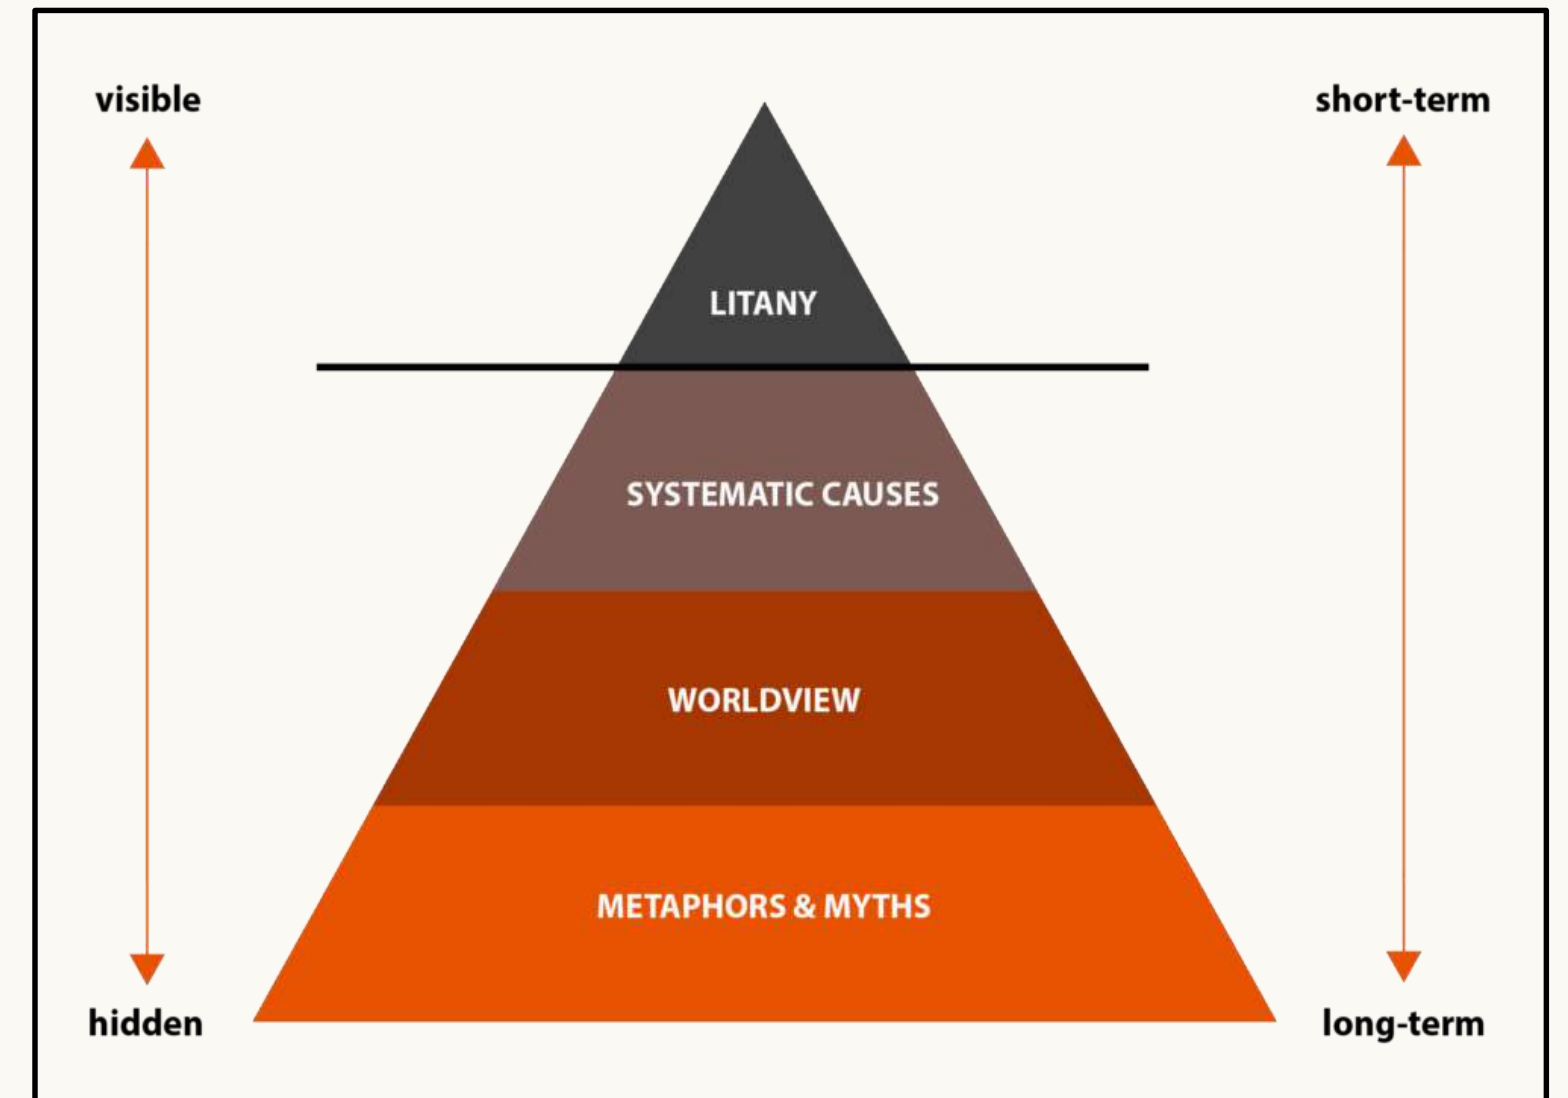 visible
short-term
LITANY
SYSTEMATIC CAUSES
WORLDVIEW
METAPHORS & MYTHS
hidden
long-term